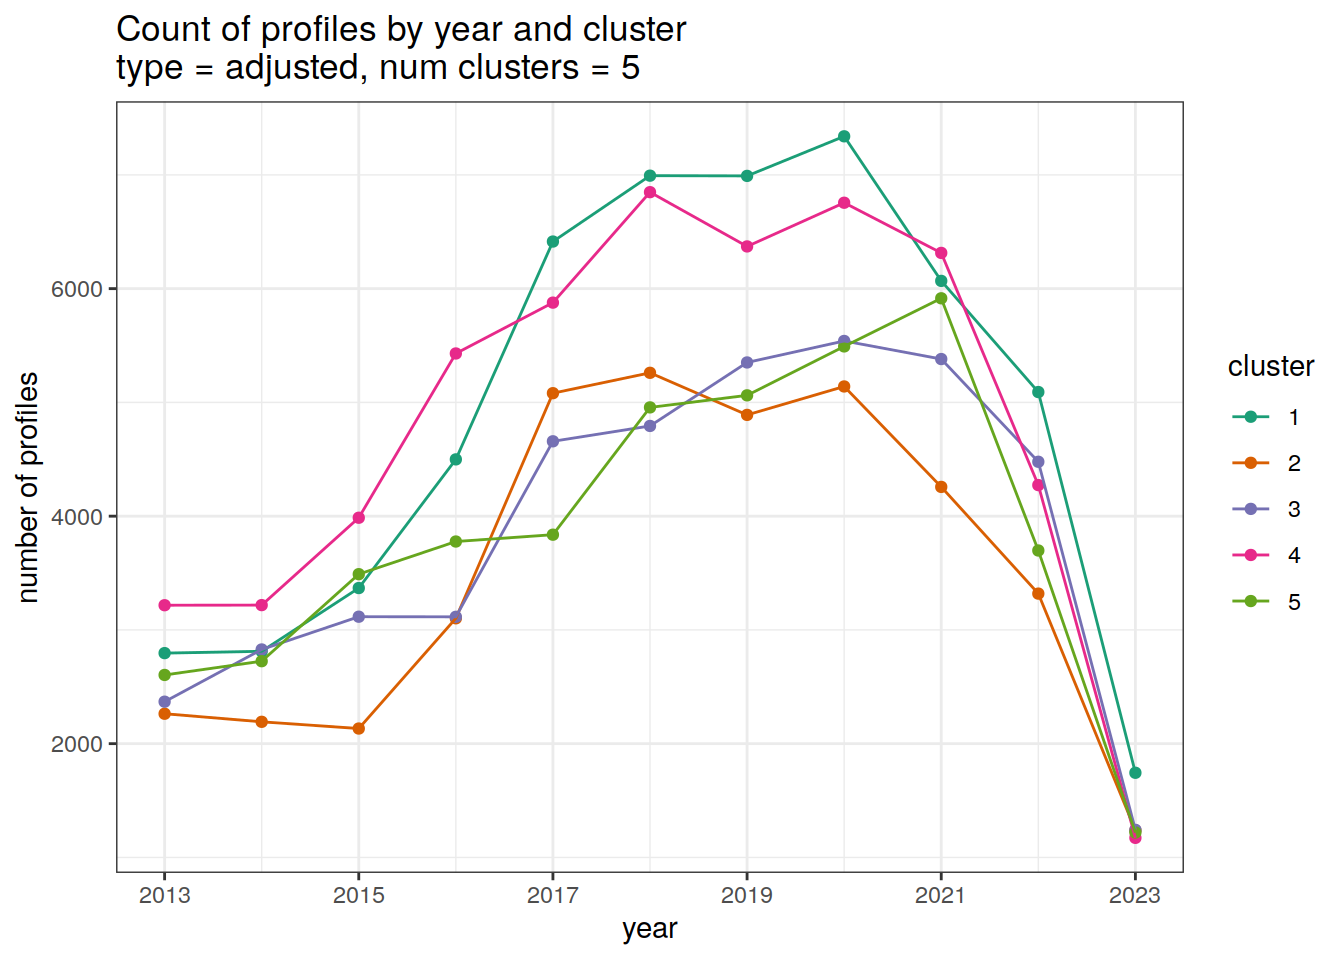 Count of profiles by year and cluster
type = adjusted, num clusters = 5
number of profiles
6000
4000
2000
2013
2015
2017
2019
2021
2023
year
cluster
1
2
3
4
5